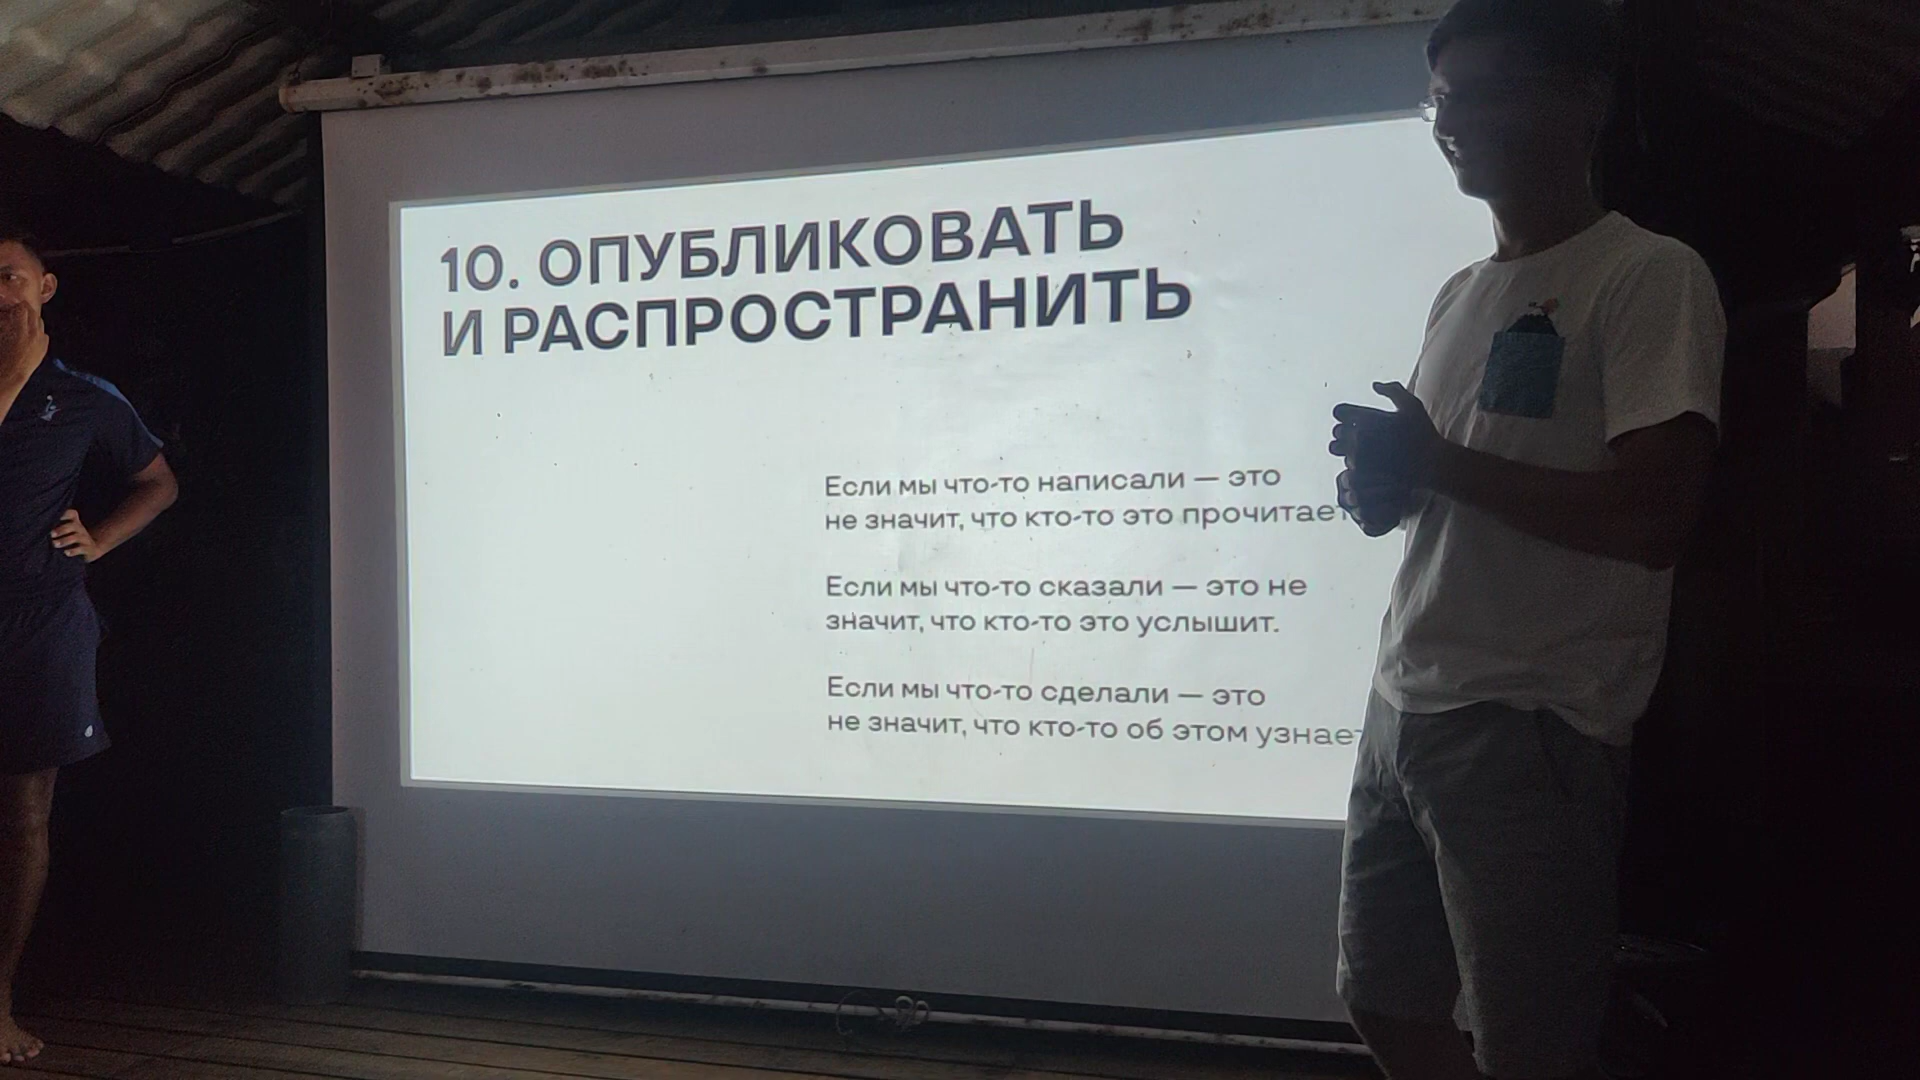 10. ОПУБЛИКОВАТЬ
И РАСПРОСТРАНИТЬ
Если мы что-то написали — это
не значит, что кто-то это прочитает
Если мы что-то сказали — это не
значит, что кто-то это услышит.
Если мы что-то сделали — это
не значит, что кто-то об этом узнает